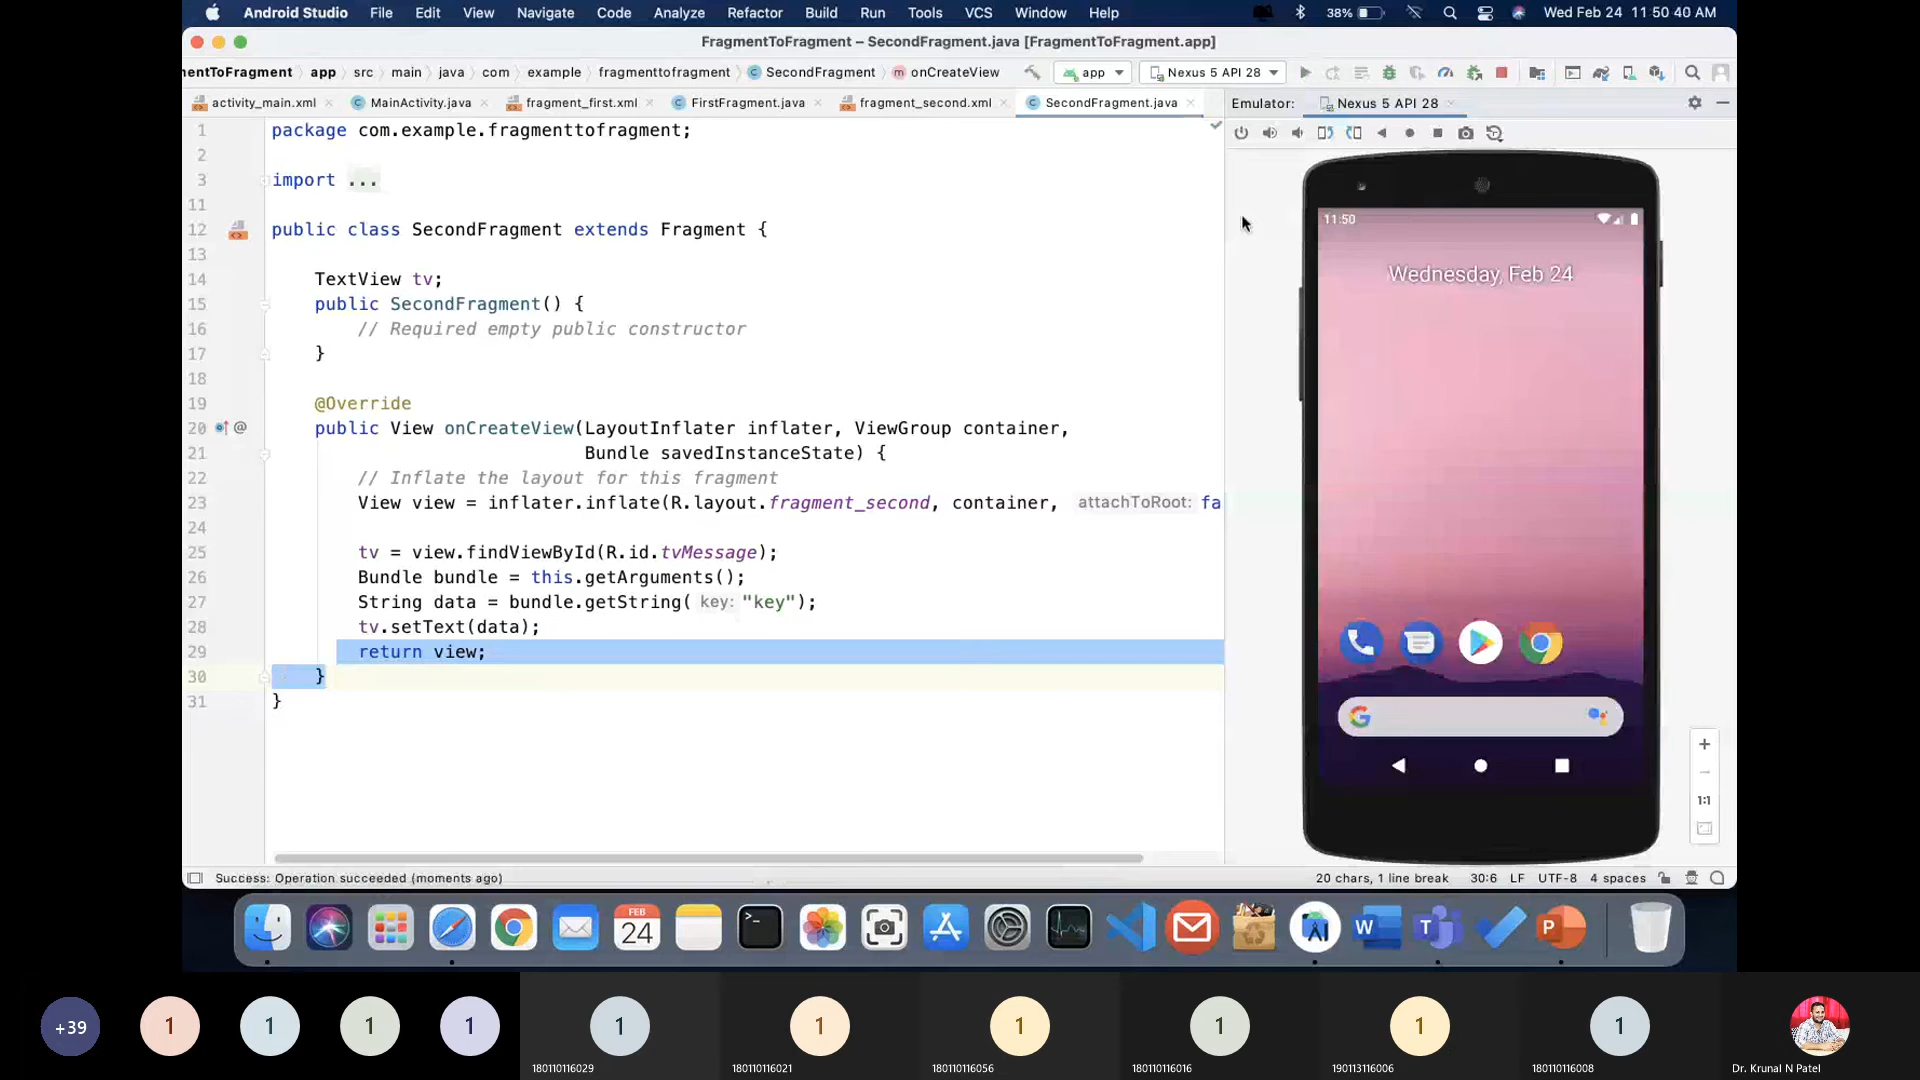 Android Studio File Edit View Navigate Code Analyze Refactor Build Run Tools VCS Window Help 38% Wed Feb 24 11 50 40 AM
FragmentToFragment – SecondFragment.java [FragmentToFragment.app]
mentToFragment app src main java com example fragmenttofragment SecondFragment onCreateView app Nexus 5 API 28
activity_main.xml MainActivity.java fragment_first.xml FirstFragment.java fragment_second.xml SecondFragment.java Emulator: Nexus 5 API 28
1 package com.example.fragmenttofragment;
2
3 import ...
11
12 public class SecondFragment extends Fragment {
13
14 TextView tv;
15 public SecondFragment() {
16 // Required empty public constructor
17 }
18
19 @Override
20 @ public View onCreateView(LayoutInflater inflater, ViewGroup container,
21 Bundle savedInstanceState) {
22 // Inflate the layout for this fragment
23 View view = inflater.inflate(R.layout.fragment_second, container, attachToRoot: fa
24
25 tv = view.findViewById(R.id.tvMessage);
26 Bundle bundle = this.getArguments();
27 String data = bundle.getString( key: "key");
28 tv.setText(data);
29 return view;
30 }
31 }
11:50
Wednesday, Feb 24
G
+
−
1:1
Success: Operation succeeded (moments ago) 20 chars, 1 line break 30:6 LF UTF-8 4 spaces
FEB
24
>_
W T P
+39 1 1 1 1 1 1 1 1 1 1
180110116029 180110116021 180110116056 180110116016 190113116006 180110116008 Dr. Krunal N Patel